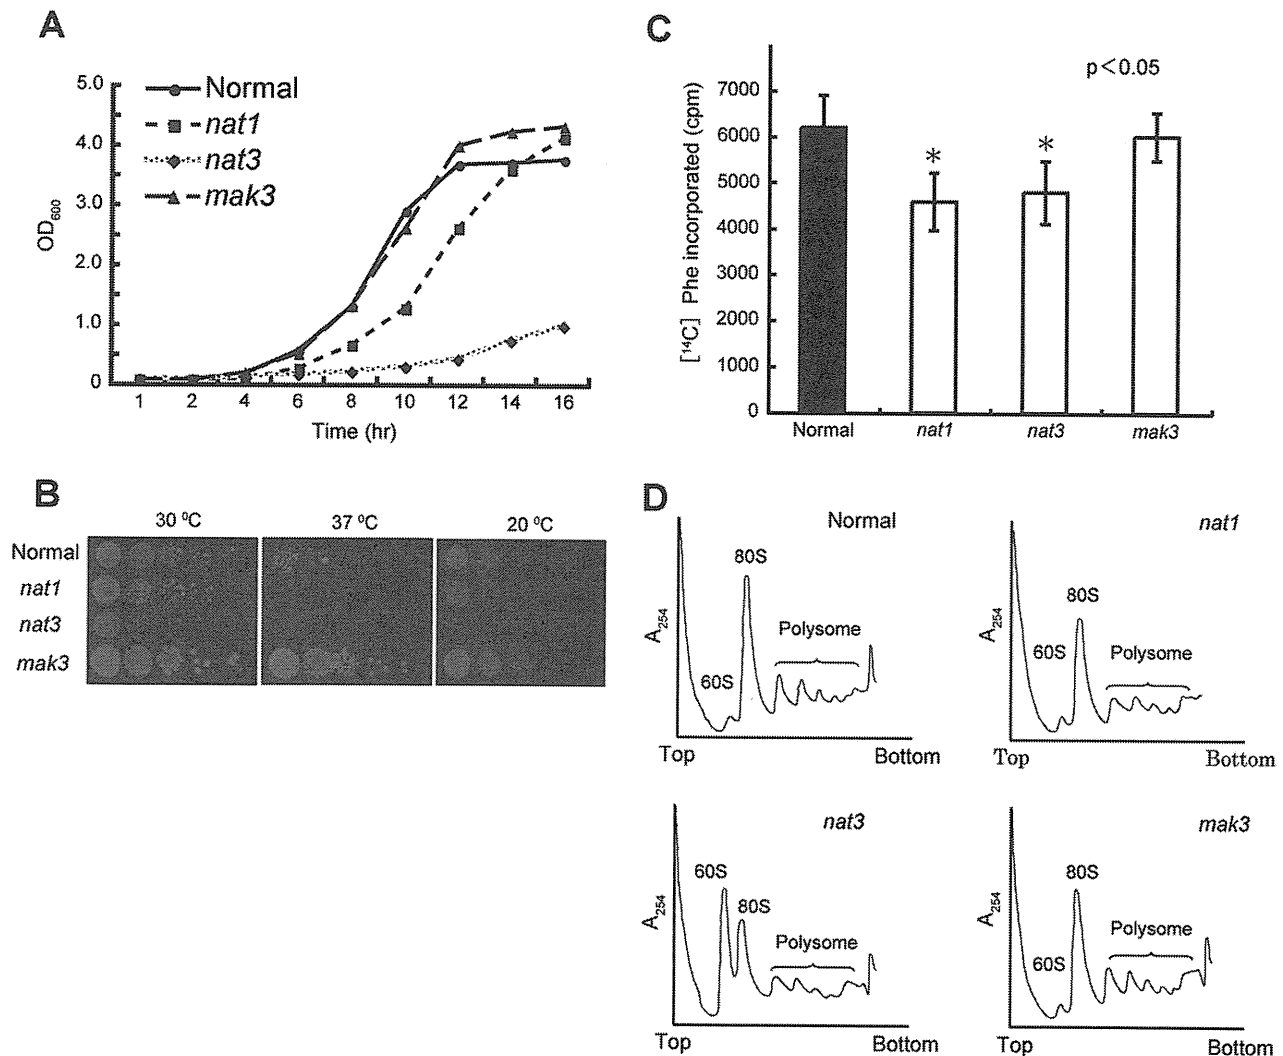 A
5.0
4.0
3.0
2.0
1.0
0
OD600
Normal
nat1
nat3
mak3
1 2 4 6 8 10 12 14 16
Time (hr)
C
p<0.05
7000
6000
5000
4000
3000
2000
1000
0
[14C] Phe incorporated (cpm)
* *
Normal nat1 nat3 mak3
B
30 ºC 37 ºC 20 ºC
Normal
nat1
nat3
mak3
D
Normal
80S
Polysome
60S
A254
Top Bottom
nat1
80S
60S Polysome
A254
Top Bottom
nat3
60S
80S
Polysome
A254
Top Bottom
mak3
80S
Polysome
60S
A254
Top Bottom